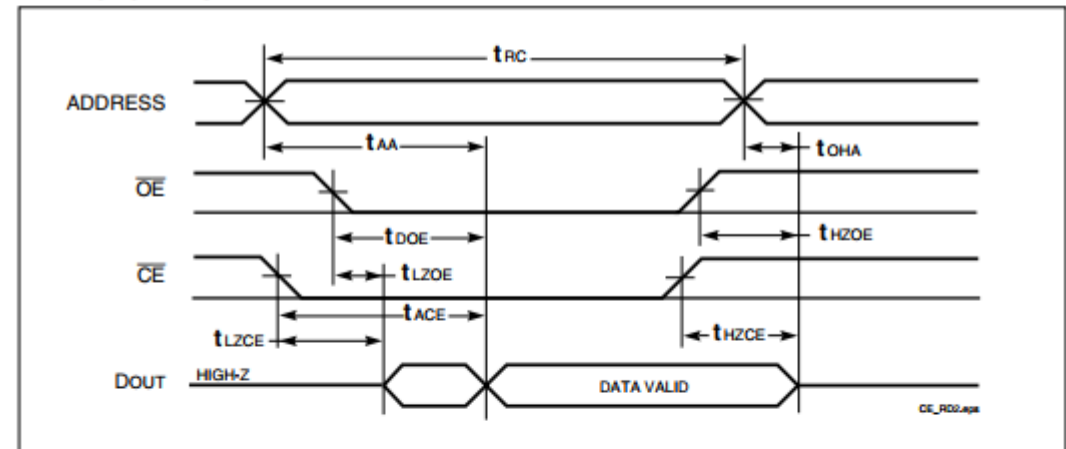 tRC
ADDRESS
tAA
tOHA
OE
tDOE
tHZOE
CE
tLZOE
tACE
tLZCE
tHZCE
DOUT
HIGH-Z
DATA VALID
CE_RD2.eps